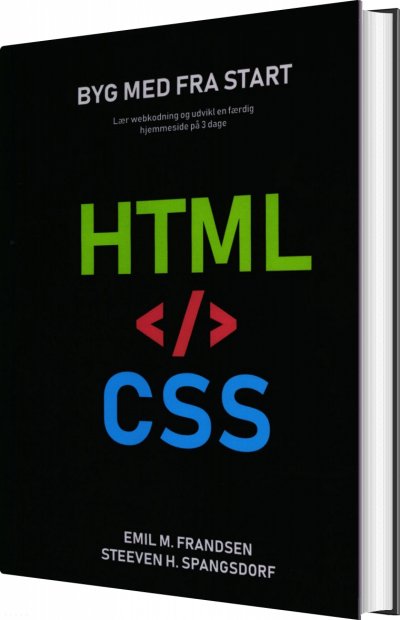 BYG MED FRA START
Lær webkodning og udvikl en færdig
hjemmeside på 3 dage
HTML
</>
CSS
EMIL M. FRANDSEN
STEEVEN H. SPANGSDORF